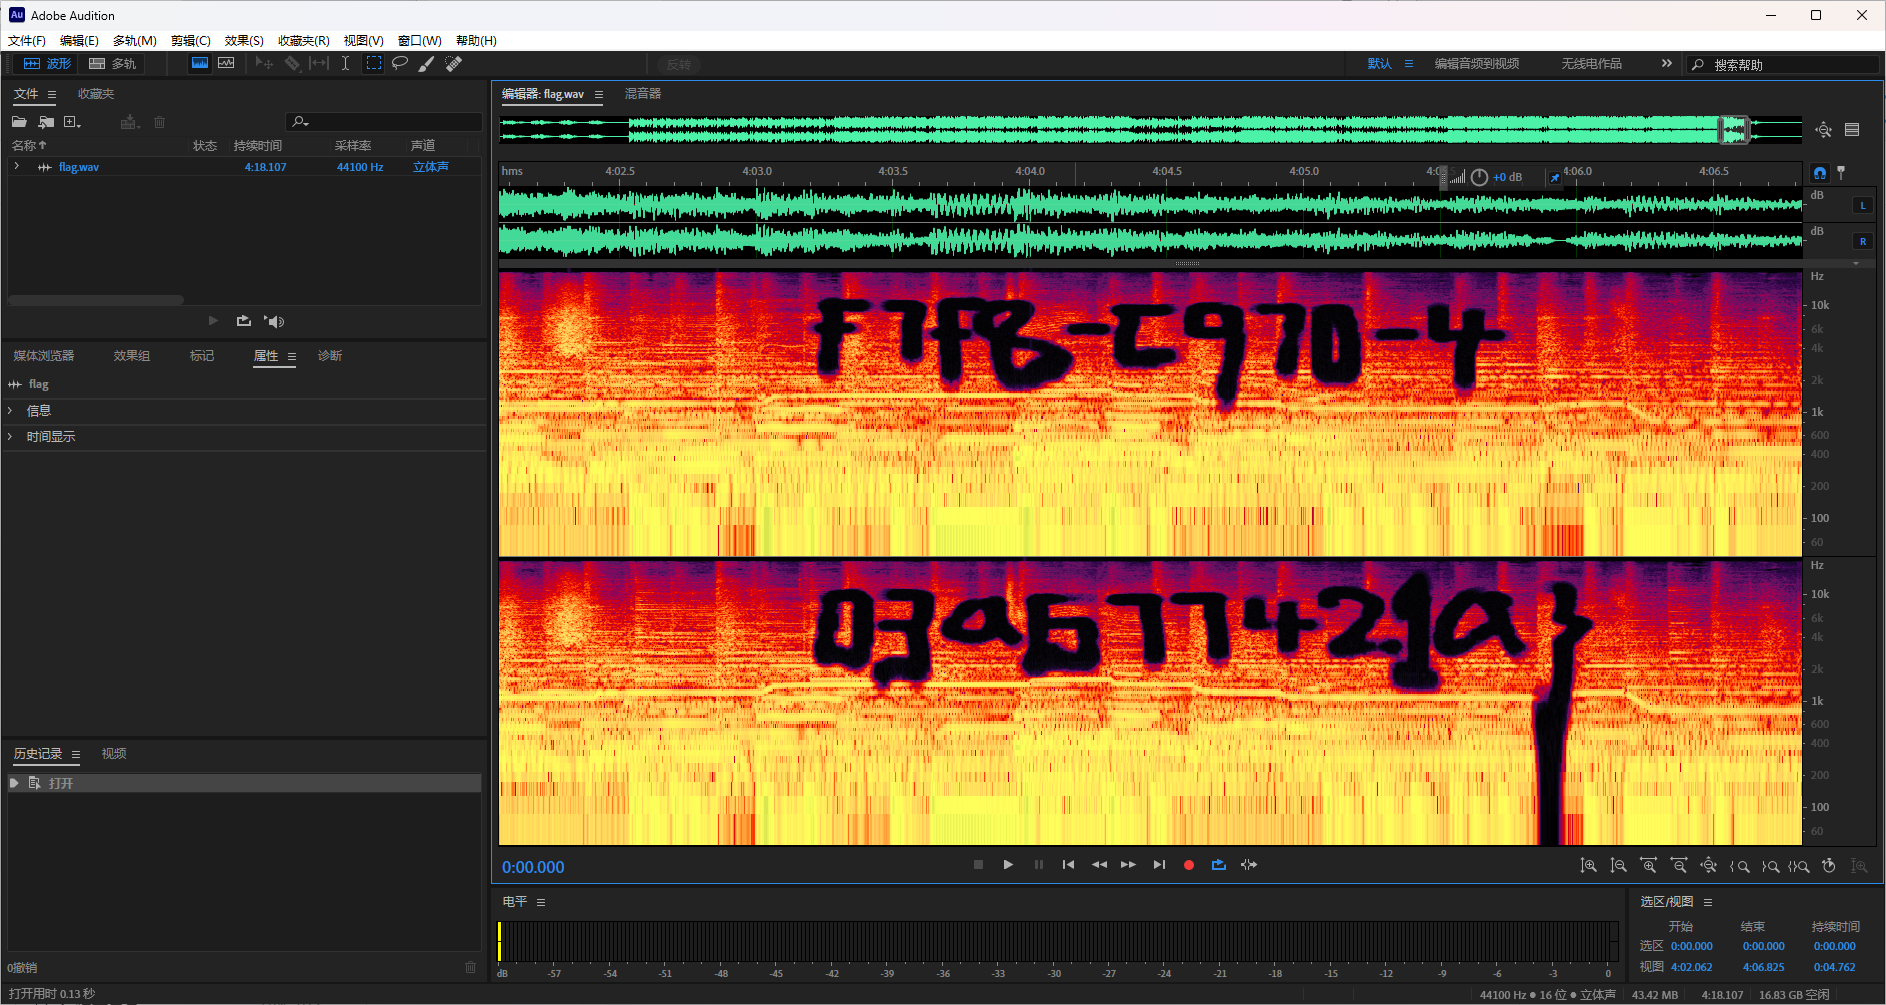 Au Adobe Audition
文件(F) 编辑(E) 多轨(M) 剪辑(C) 效果(S) 收藏夹(R) 视图(V) 窗口(W) 帮助(H)
波形 多轨 反转 默认 编辑音频到视频 无线电作品 搜索帮助
文件 收藏夹
名称 状态 持续时间 采样率 声道
flag.wav 4:18.107 44100 Hz 立体声
媒体浏览器 效果组 标记 属性 诊断
flag
信息
时间显示
历史记录 视频
打开
0撤销
打开用时 0.13 秒
编辑器: flag.wav 混音器
hms 4:02.5 4:03.0 4:03.5 4:04.0 4:04.5 4:05.0 +0 dB 4:06.0 4:06.5
dB
L
dB
R
f7fB-C970-4
Hz
10k
6k
4k
2k
1k
600
400
200
100
60
03a677421a}
Hz
10k
6k
4k
2k
1k
600
400
200
100
60
0:00.000
电平
dB -57 -54 -51 -48 -45 -42 -39 -36 -33 -30 -27 -24 -21 -18 -15 -12 -9 -6 -3 0
选区/视图
开始 结束 持续时间
选区 0:00.000 0:00.000 0:00.000
视图 4:02.062 4:06.825 0:04.762
44100 Hz ● 16 位 ● 立体声 43.42 MB 4:18.107 16.83 GB 空闲